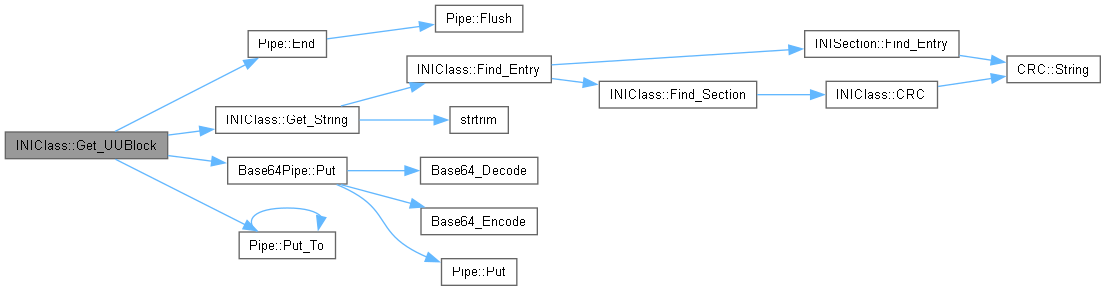 Pipe::Flush
Pipe::End
INISection::Find_Entry
INIClass::Find_Entry
CRC::String
INIClass::Find_Section
INIClass::CRC
INIClass::Get_String
strtrim
INIClass::Get_UUBlock
Base64Pipe::Put
Base64_Decode
Base64_Encode
Pipe::Put_To
Pipe::Put